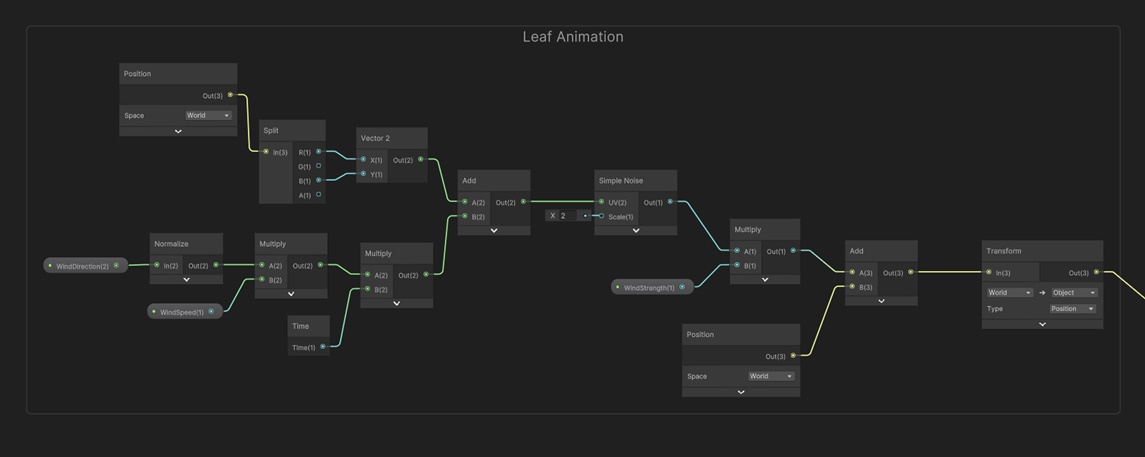 Leaf Animation
Position
Out(3)
Space World
Split
In(3) R(1)
G(1)
B(1)
A(1)
Vector 2
X(1) Out(2)
Y(1)
Add
A(2) Out(2)
B(2)
Simple Noise
UV(2) Out(1)
X 2 Scale(1)
WindDirection(2)
Normalize
In(2) Out(2)
Multiply
A(2) Out(2)
B(2)
WindSpeed(1)
Multiply
A(2) Out(2)
B(2)
Time
Time(1)
Multiply
A(1) Out(1)
B(1)
WindStrength(1)
Add
A(3) Out(3)
B(3)
Position
Out(3)
Space World
Transform
In(3) Out(3)
World Object
Type Position